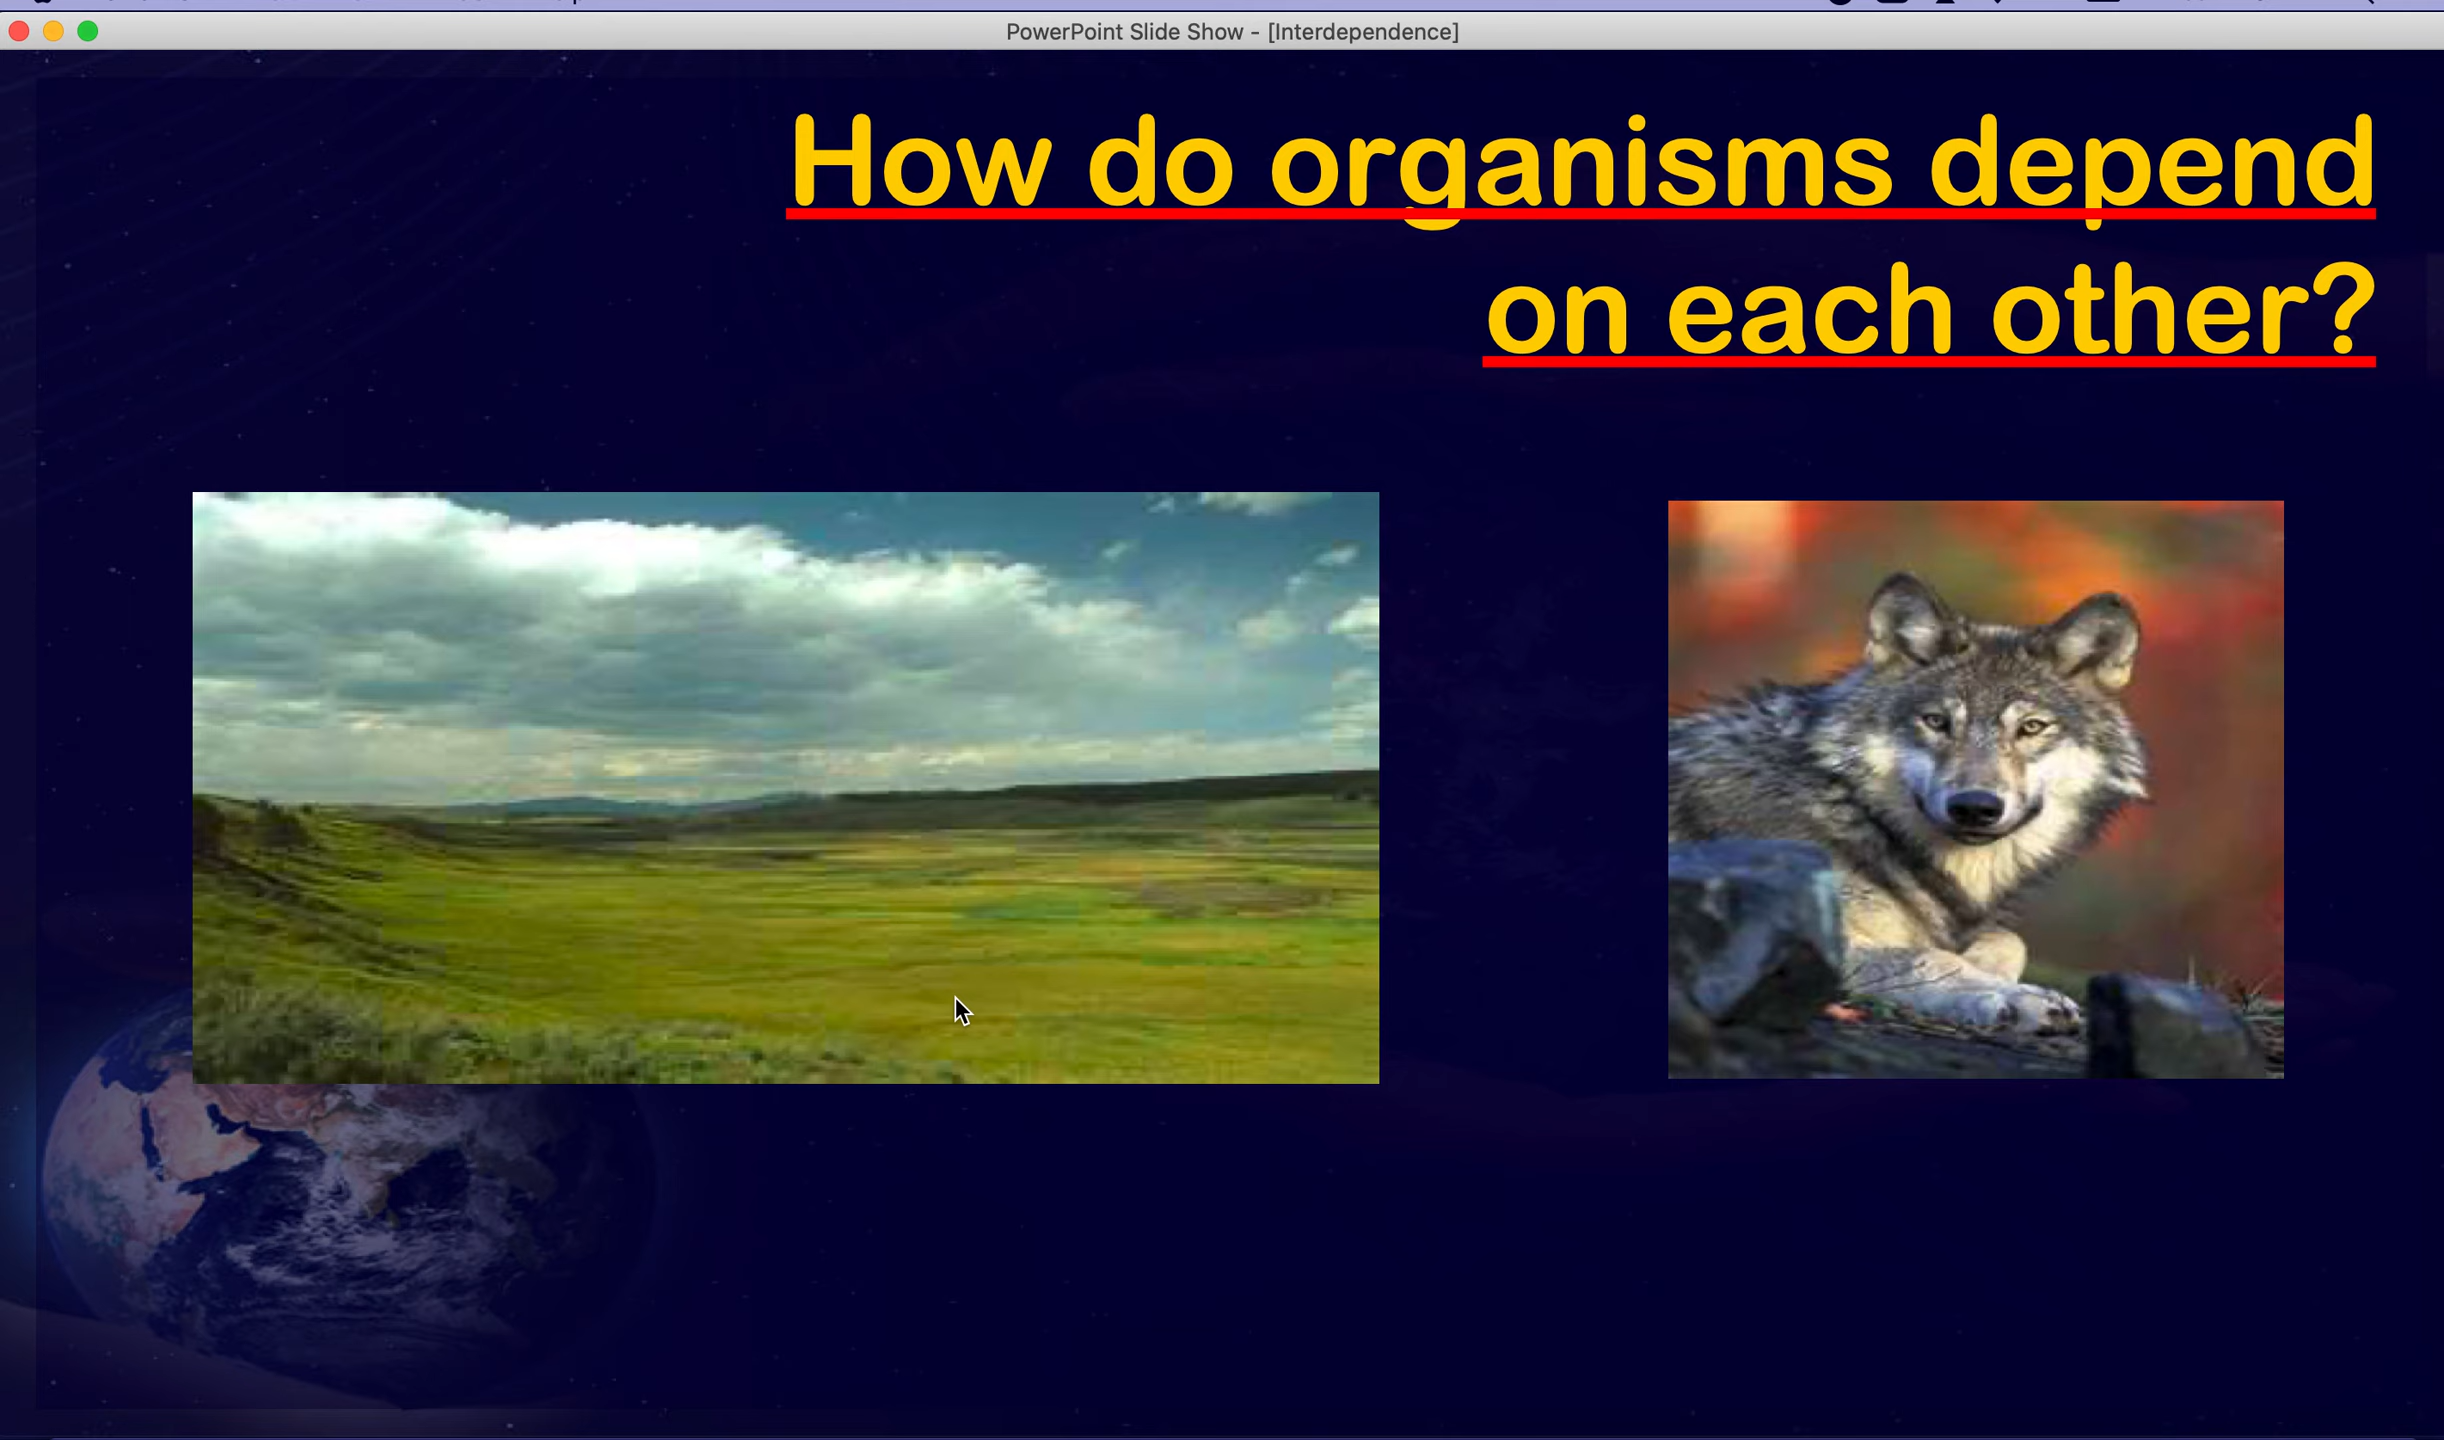 PowerPoint Slide Show - [Interdependence]
How do organisms depend
on each other?